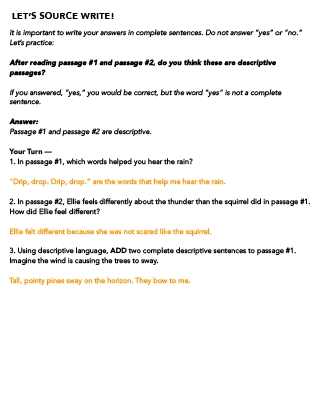 LET'S SOURCE WRITE!
It is important to write your answers in complete sentences. Do not answer "yes" or "no."
Let's practice:
After reading passage #1 and passage #2, do you think these are descriptive
passages?
If you answered, "yes," you would be correct, but the word "yes" is not a complete
sentence.
Answer:
Passage #1 and passage #2 are descriptive.
Your Turn —
1. In passage #1, which words helped you hear the rain?
"Drip, drop. Drip, drop." are the words that help me hear the rain.
2. In passage #2, Ellie feels differently about the thunder than the squirrel did in passage #1.
How did Ellie feel different?
Ellie felt different because she was not scared like the squirrel.
3. Using descriptive language, ADD two complete descriptive sentences to passage #1.
Imagine the wind is causing the trees to sway.
Tall, pointy pines sway on the horizon. They bow to me.